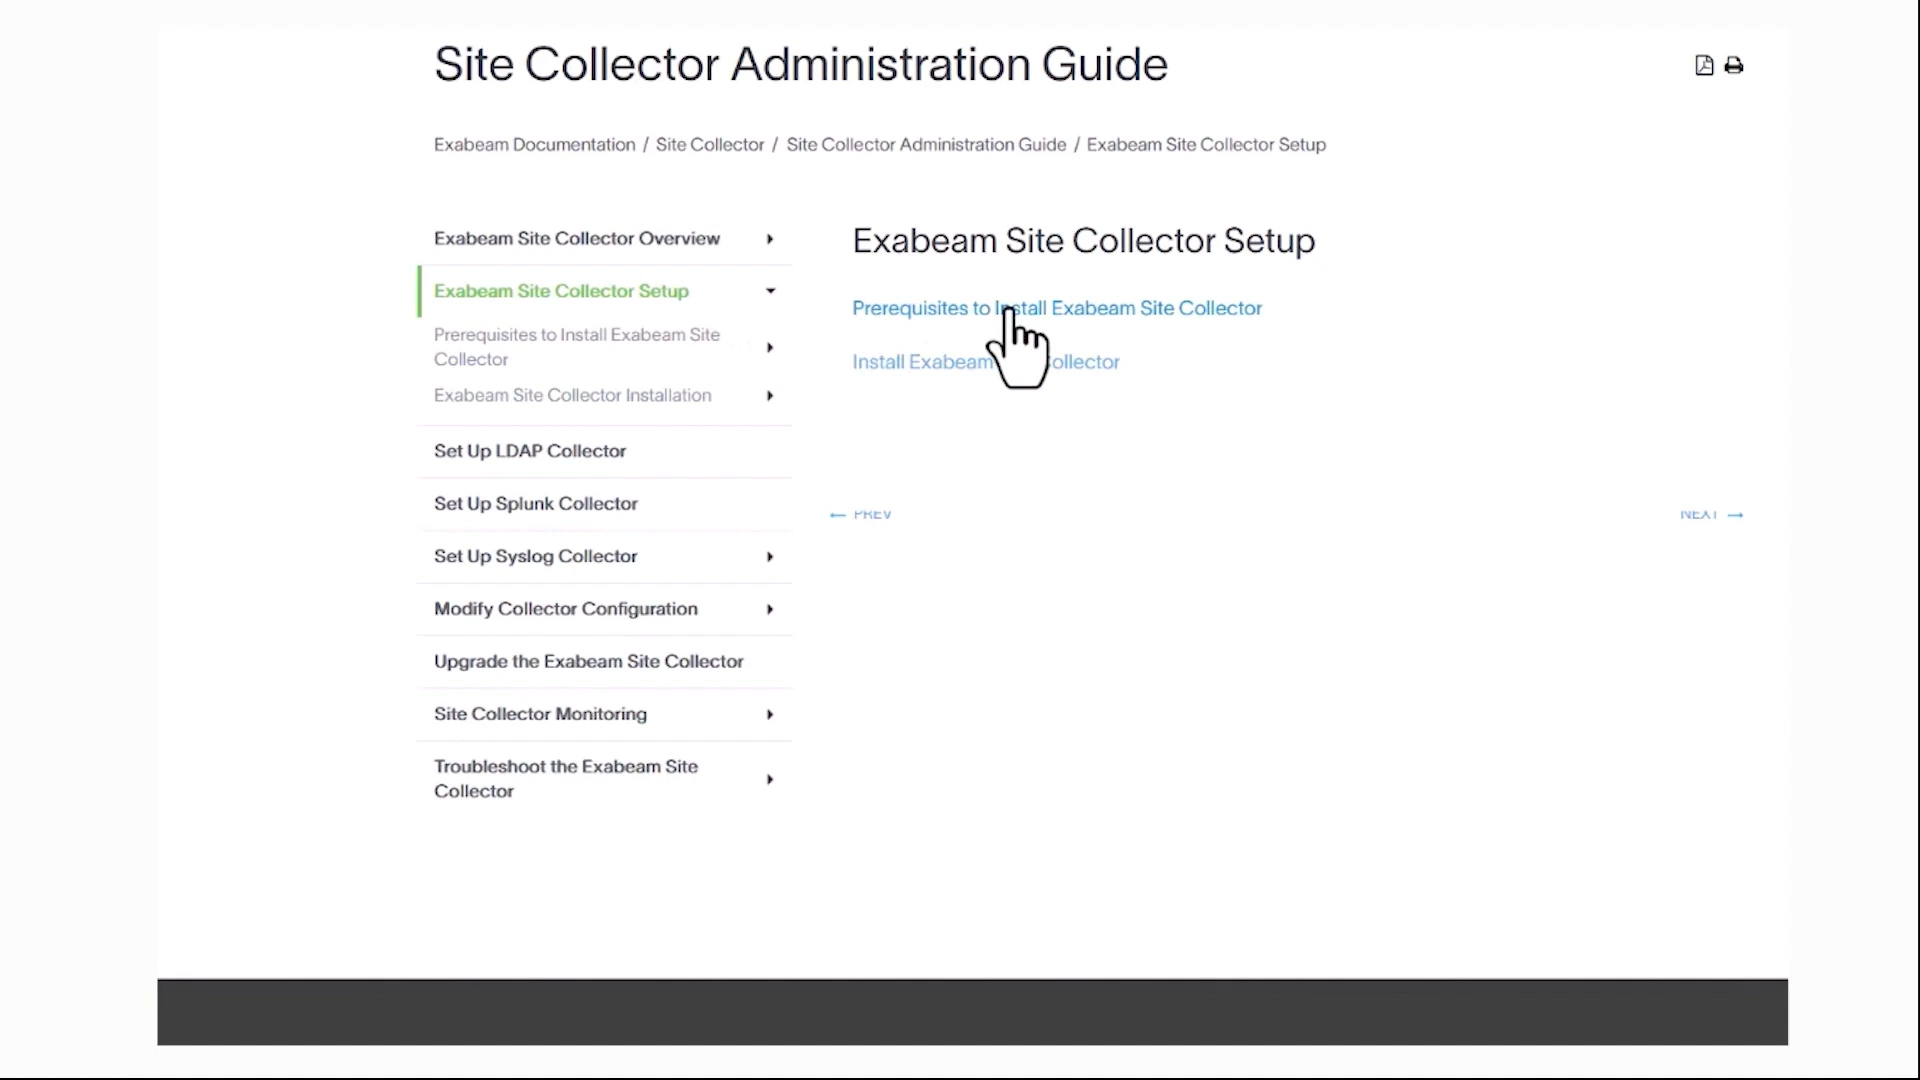 Site Collector Administration Guide
Exabeam Documentation / Site Collector / Site Collector Administration Guide / Exabeam Site Collector Setup
Exabeam Site Collector Overview
Exabeam Site Collector Setup
Prerequisites to Install Exabeam Site
Collector
Exabeam Site Collector Installation
Set Up LDAP Collector
Set Up Splunk Collector
Set Up Syslog Collector
Modify Collector Configuration
Upgrade the Exabeam Site Collector
Site Collector Monitoring
Troubleshoot the Exabeam Site
Collector
Exabeam Site Collector Setup
Prerequisites to Install Exabeam Site Collector
Install Exabeam Collector
← PREV
NEXT →